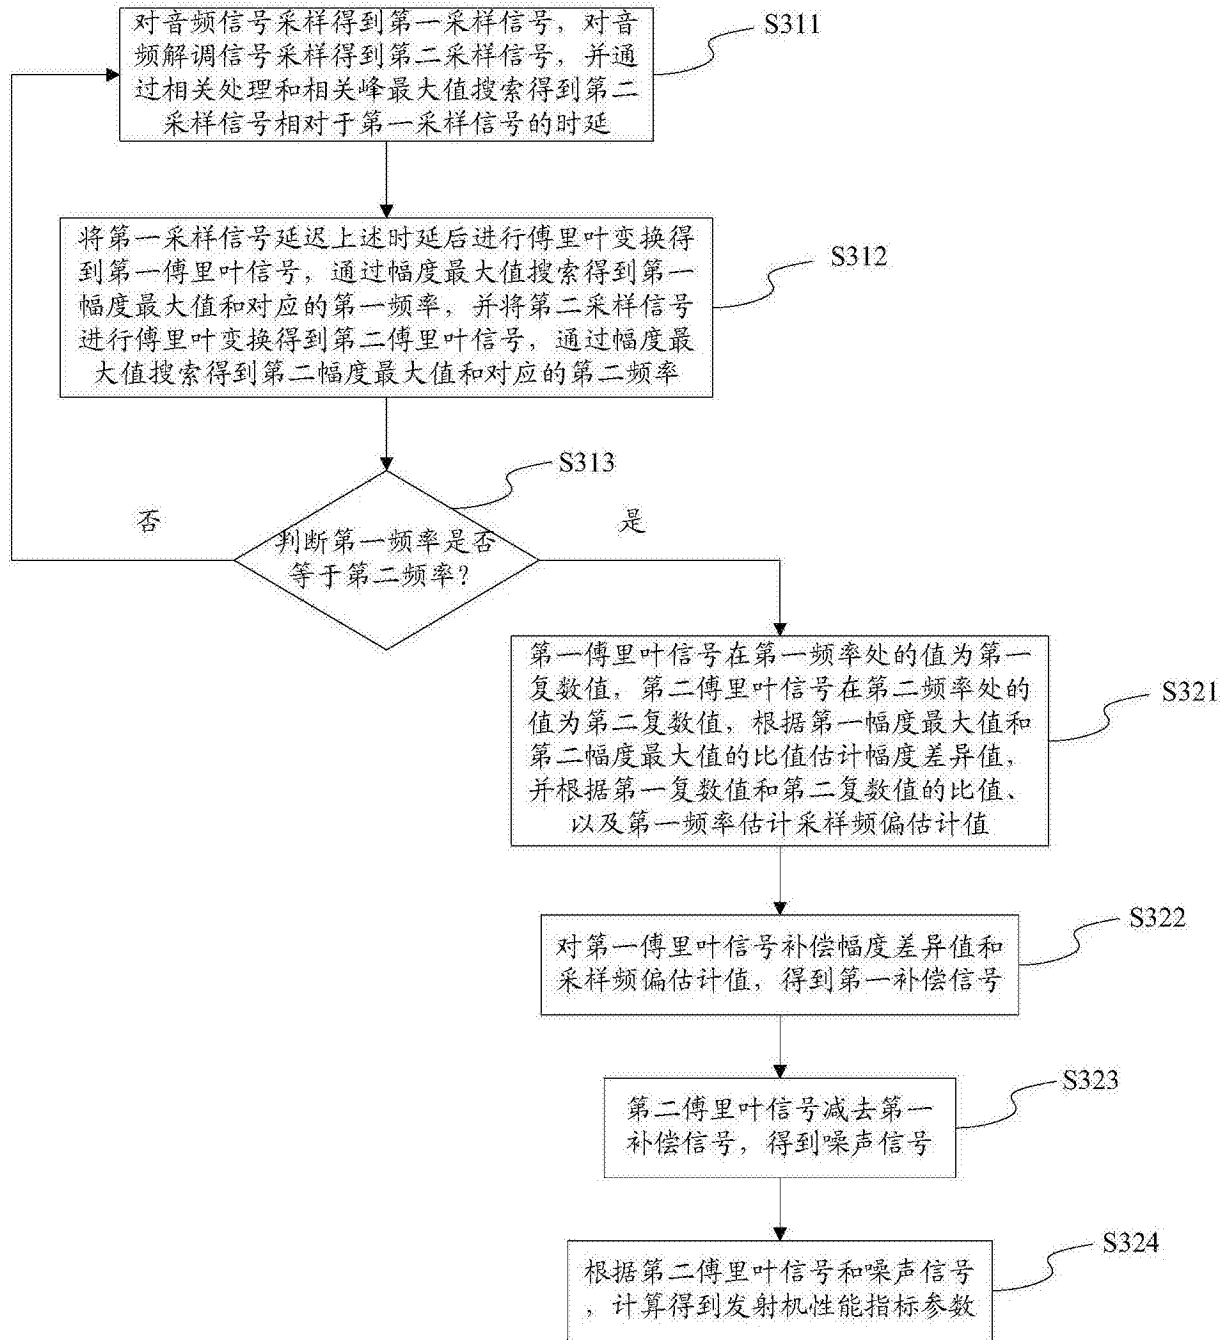 对音频信号采样得到第一采样信号，对音
频解调信号采样得到第二采样信号，并通
过相关处理和相关峰最大值搜索得到第二
采样信号相对于第一采样信号的时延
S311
将第一采样信号延迟上述时延后进行傅里叶变换得
到第一傅里叶信号，通过幅度最大值搜索得到第一
幅度最大值和对应的第一频率，并将第二采样信号
进行傅里叶变换得到第二傅里叶信号，通过幅度最
大值搜索得到第二幅度最大值和对应的第二频率
S312
S313
否
是
判断第一频率是否
等于第二频率？
第一傅里叶信号在第一频率处的值为第一
复数值，第二傅里叶信号在第二频率处的
值为第二复数值，根据第一幅度最大值和
第二幅度最大值的比值估计幅度差异值，
并根据第一复数值和第二复数值的比值、
以及第一频率估计采样频偏估计值
S321
对第一傅里叶信号补偿幅度差异值和
采样频偏估计值，得到第一补偿信号
S322
第二傅里叶信号减去第一
补偿信号，得到噪声信号
S323
根据第二傅里叶信号和噪声信号
，计算得到发射机性能指标参数
S324